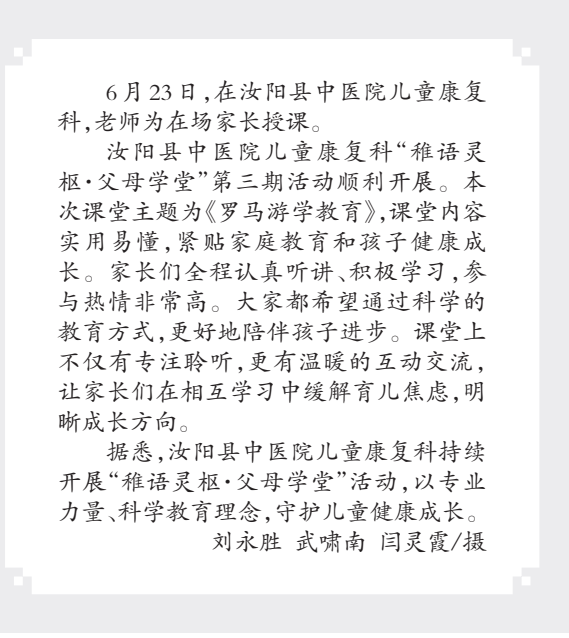 6月23日,在汝阳县中医院儿童康复
科,老师为在场家长授课。
汝阳县中医院儿童康复科“稚语灵
枢·父母学堂”第三期活动顺利开展。本
次课堂主题为《罗马游学教育》,课堂内容
实用易懂,紧贴家庭教育和孩子健康成
长。家长们全程认真听讲、积极学习,参
与热情非常高。大家都希望通过科学的
教育方式,更好地陪伴孩子进步。课堂上
不仅有专注聆听,更有温暖的互动交流,
让家长们在相互学习中缓解育儿焦虑,明
晰成长方向。
据悉,汝阳县中医院儿童康复科持续
开展“稚语灵枢·父母学堂”活动,以专业
力量、科学教育理念,守护儿童健康成长。
刘永胜 武啸南 闫灵霞/摄